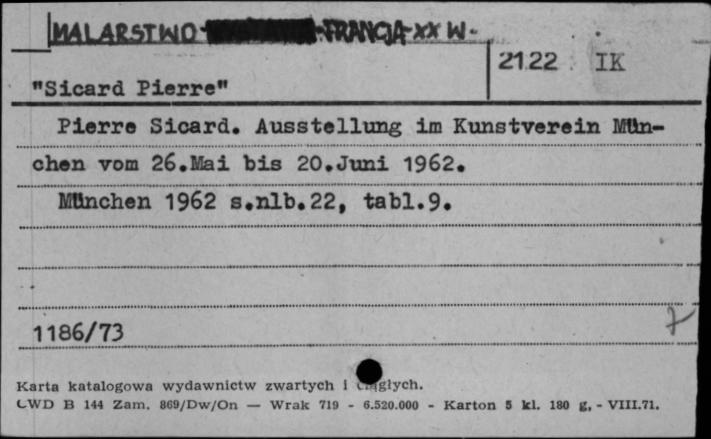 MALARSTWO - FRANCJA - XX W.
2122 IK
"Sicard Pierre"
Pierre Sicard. Ausstellung im Kunstverein Mün-
chen vom 26.Mai bis 20.Juni 1962.
München 1962 s.nlb.22, tabl.9.
1186/73
Karta katalogowa wydawnictw zwartych i ciągłych.
CWD B 144 Zam. 869/Dw/On — Wrak 719 - 6.520.000 - Karton 5 kl. 180 g. - VIII.71.